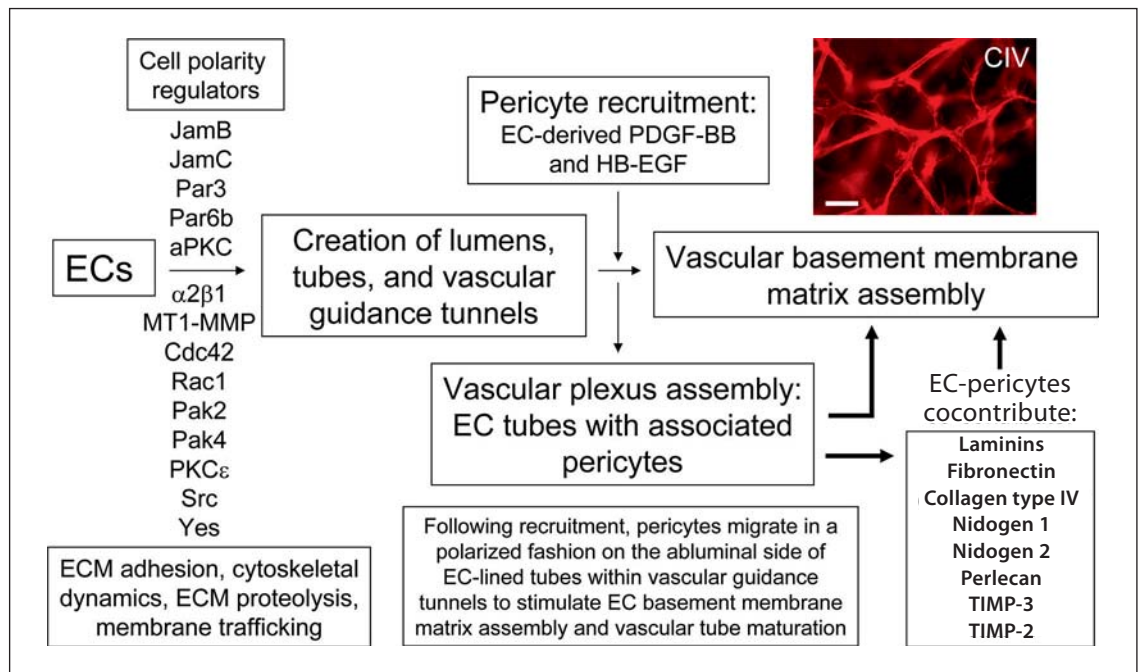 Cell polarity
regulators
JamB
JamC
Par3
Par6b
aPKC
ECs
α2β1
MT1-MMP
Cdc42
Rac1
Pak2
Pak4
PKCε
Src
Yes
ECM adhesion, cytoskeletal
dynamics, ECM proteolysis,
membrane trafficking
Creation of lumens,
tubes, and vascular
guidance tunnels
Pericyte recruitment:
EC-derived PDGF-BB
and HB-EGF
CIV
Vascular basement membrane
matrix assembly
Vascular plexus assembly:
EC tubes with associated
pericytes
Following recruitment, pericytes migrate in a
polarized fashion on the abluminal side of
EC-lined tubes within vascular guidance
tunnels to stimulate EC basement membrane
matrix assembly and vascular tube maturation
EC-pericytes
cocontribute:
Laminins
Fibronectin
Collagen type IV
Nidogen 1
Nidogen 2
Perlecan
TIMP-3
TIMP-2